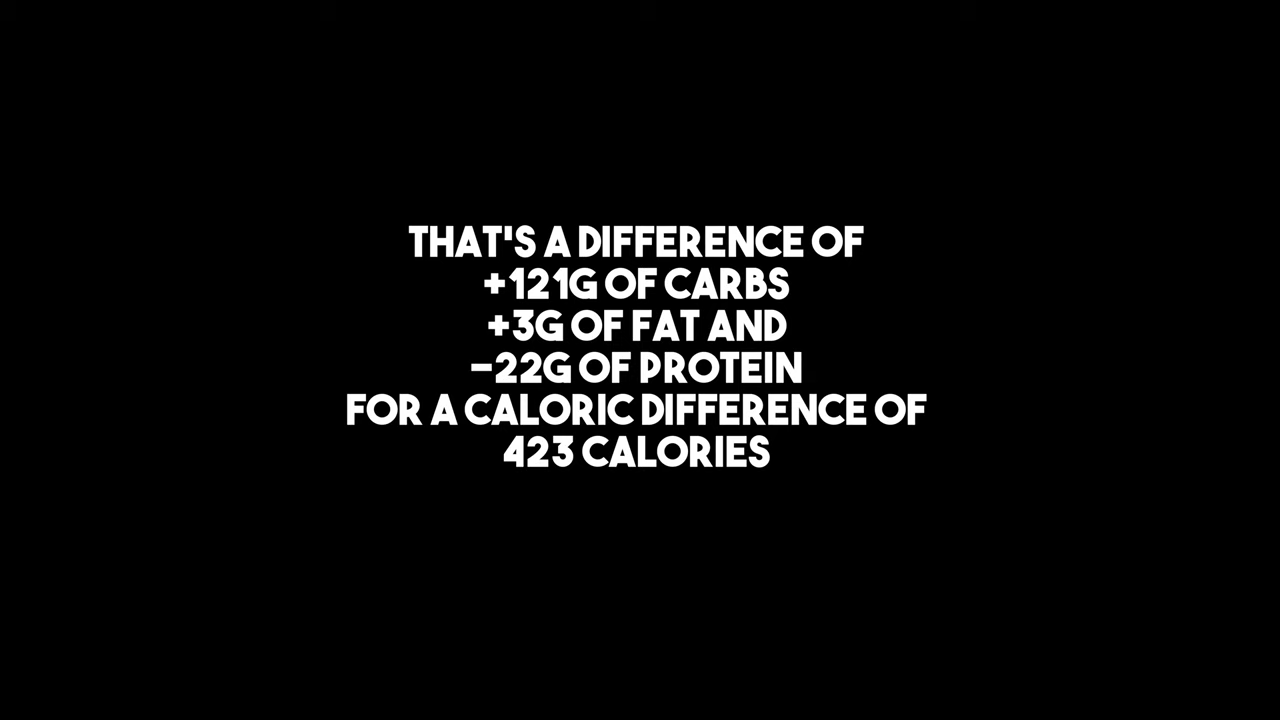 THAT'S A DIFFERENCE OF
+121G OF CARBS
+3G OF FAT AND
-22G OF PROTEIN
FOR A CALORIC DIFFERENCE OF
423 CALORIES